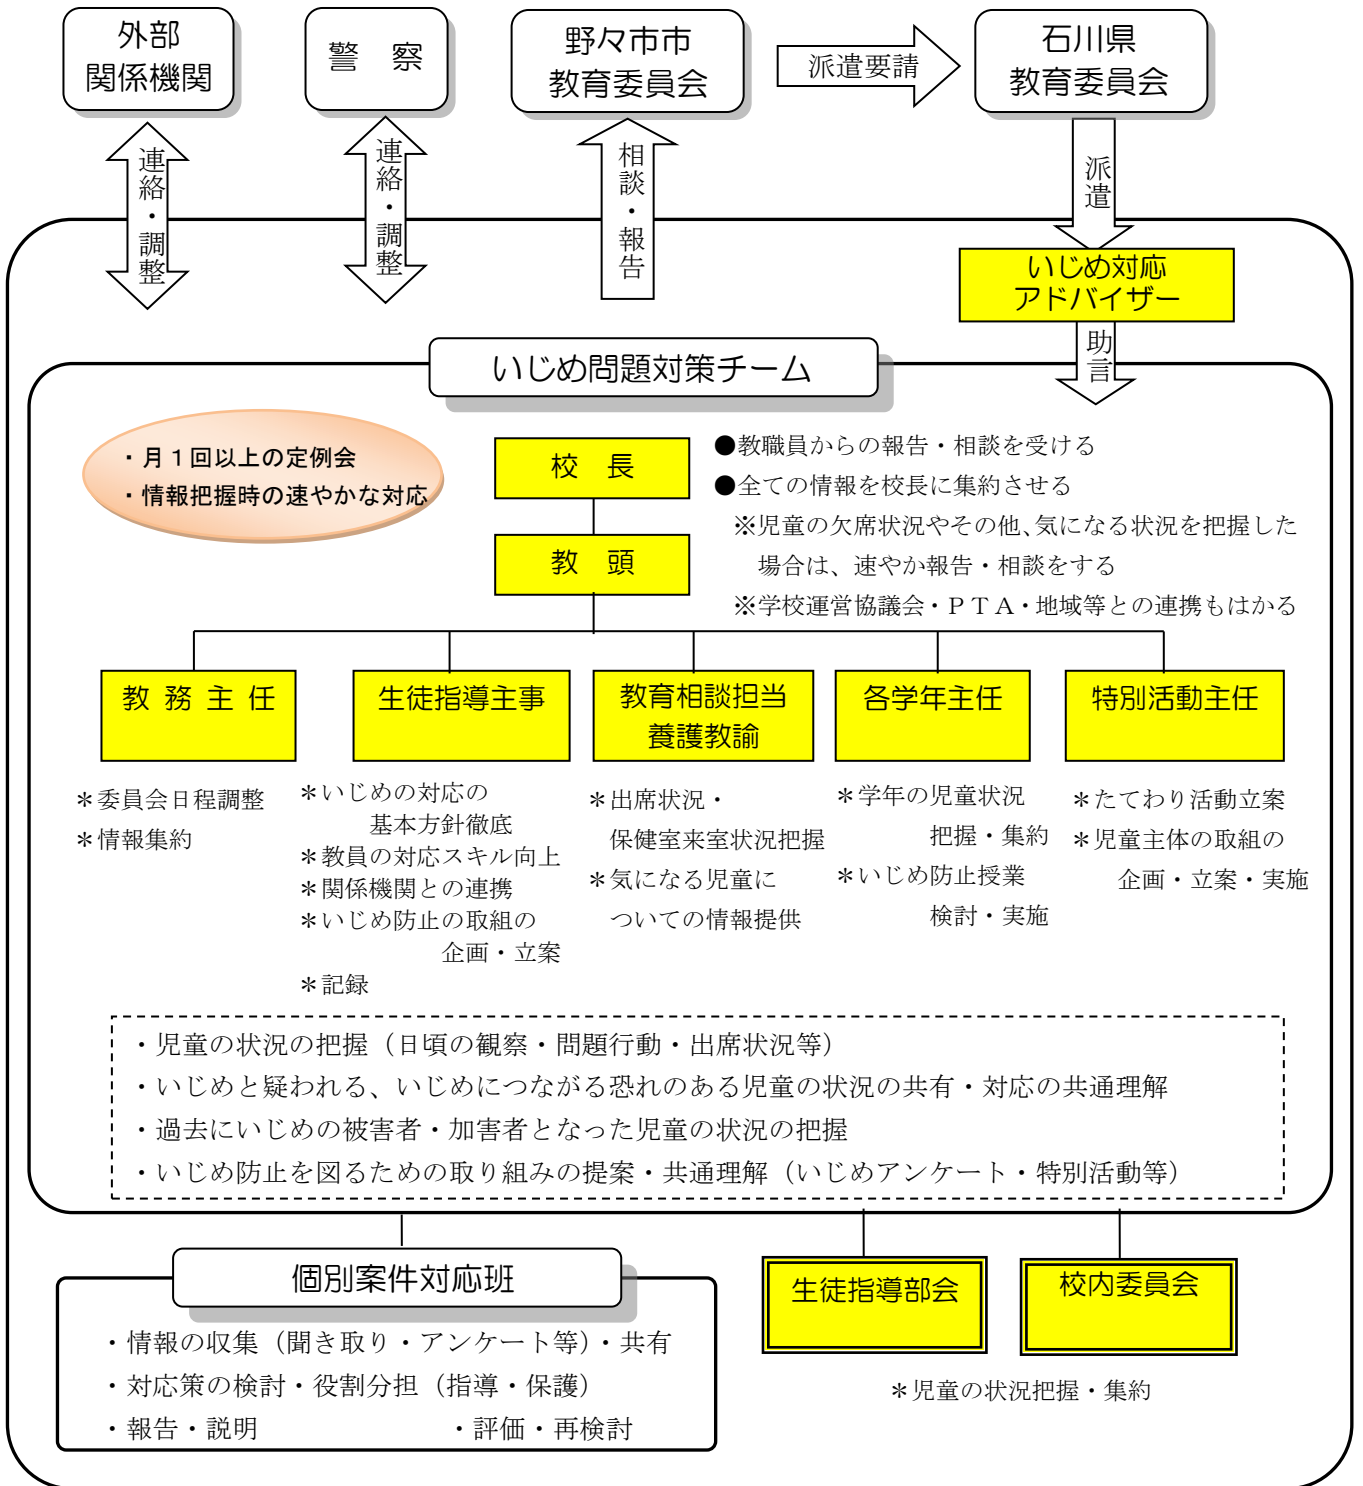 外部
関係機関
警　察
野々市市
教育委員会
派遣要請
石川県
教育委員会
連絡・調整
連絡・調整
相談・報告
派遣
いじめ対応
アドバイザー
助言
いじめ問題対策チーム
・月１回以上の定例会
・情報把握時の速やかな対応
校　長
教　頭
●教職員からの報告・相談を受ける
●全ての情報を校長に集約させる
※児童の欠席状況やその他、気になる状況を把握した
場合は、速やか報告・相談をする
※学校運営協議会・ＰＴＡ・地域等との連携もはかる
教 務 主 任
＊委員会日程調整
＊情報集約
生徒指導主事
＊いじめの対応の
基本方針徹底
＊教員の対応スキル向上
＊関係機関との連携
＊いじめ防止の取組の
企画・立案
＊記録
教育相談担当
養護教諭
＊出席状況・
保健室来室状況把握
＊気になる児童に
ついての情報提供
各学年主任
＊学年の児童状況
把握・集約
＊いじめ防止授業
検討・実施
特別活動主任
＊たてわり活動立案
＊児童主体の取組の
企画・立案・実施
・児童の状況の把握（日頃の観察・問題行動・出席状況等）
・いじめと疑われる、いじめにつながる恐れのある児童の状況の共有・対応の共通理解
・過去にいじめの被害者・加害者となった児童の状況の把握
・いじめ防止を図るための取り組みの提案・共通理解（いじめアンケート・特別活動等）
個別案件対応班
・情報の収集（聞き取り・アンケート等）・共有
・対応策の検討・役割分担（指導・保護）
・報告・説明　　　　　　　・評価・再検討
生徒指導部会
校内委員会
＊児童の状況把握・集約